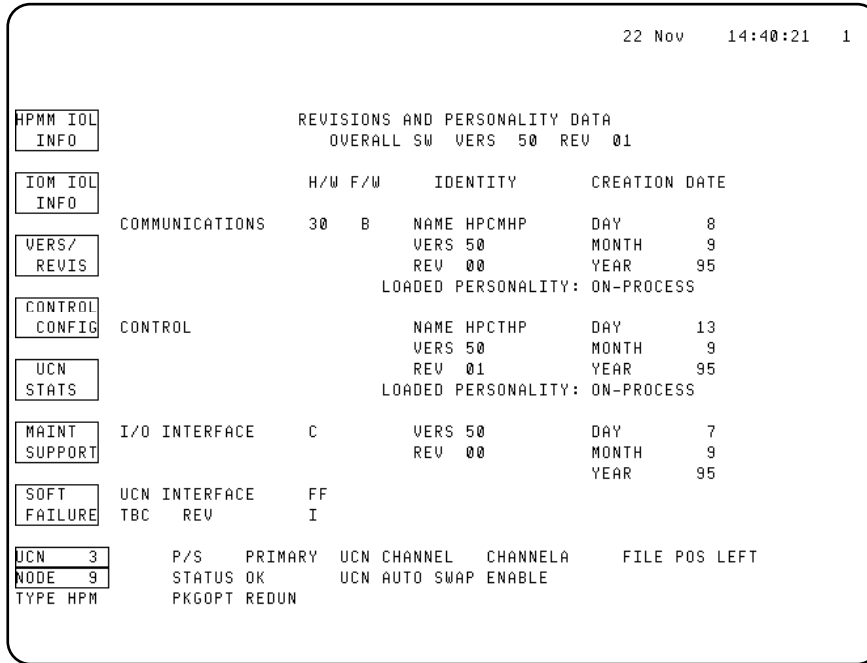 22 Nov 14:40:21 1
HPMM IOL REVISIONS AND PERSONALITY DATA
INFO OVERALL SW VERS 50 REV 01
IOM IOL H/W F/W IDENTITY CREATION DATE
INFO
COMMUNICATIONS 30 B NAME HPCMHP DAY 8
VERS/ VERS 50 MONTH 9
REVIS REV 00 YEAR 95
LOADED PERSONALITY: ON-PROCESS
CONTROL
CONFIG CONTROL NAME HPCTHP DAY 13
VERS 50 MONTH 9
UCN REV 01 YEAR 95
STATS LOADED PERSONALITY: ON-PROCESS
MAINT I/O INTERFACE C VERS 50 DAY 7
SUPPORT REV 00 MONTH 9
YEAR 95
SOFT UCN INTERFACE FF
FAILURE TBC REV I
UCN 3 P/S PRIMARY UCN CHANNEL CHANNELA FILE POS LEFT
NODE 9 STATUS OK UCN AUTO SWAP ENABLE
TYPE HPM PKGOPT REDUN